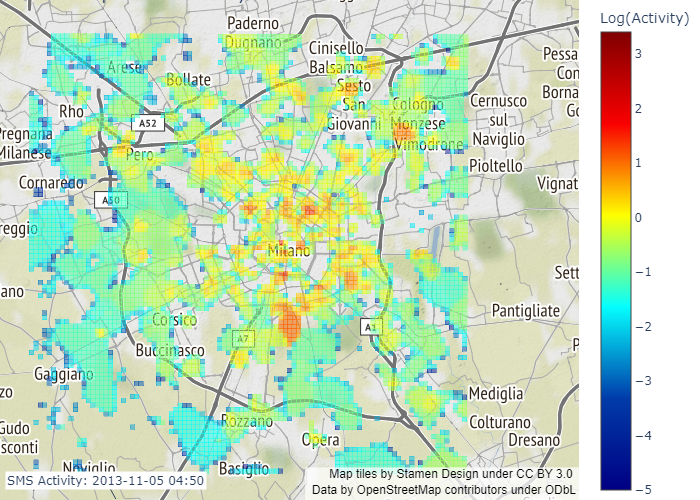 Paderno
Dugnano
Cinisello
Balsamo
Arese
Bollate
Sesto
San
Giovanni
Cologno
Monzese
Vimodrone
Cernusco
sul
Naviglio
Pessa
Con
Borna
Go
Rho
A52
Pregnana
Milanese
Pero
Pioltello
Cornaredo
A50
Vignat
reggio
Milano
Sett
ano
Corsico
Pantigliate
A7
A1
Buccinasco
P
Gaggiano
zo
Mediglia
Gudo
sconti
Rozzano
Opera
Colturano
Dresano
Noviglio
Basiglio
SMS Activity: 2013-11-05 04:50
Map tiles by Stamen Design under CC BY 3.0
Data by OpenStreetMap contributors under ODbL
Log(Activity)
3
2
1
0
−1
−2
−3
−4
−5